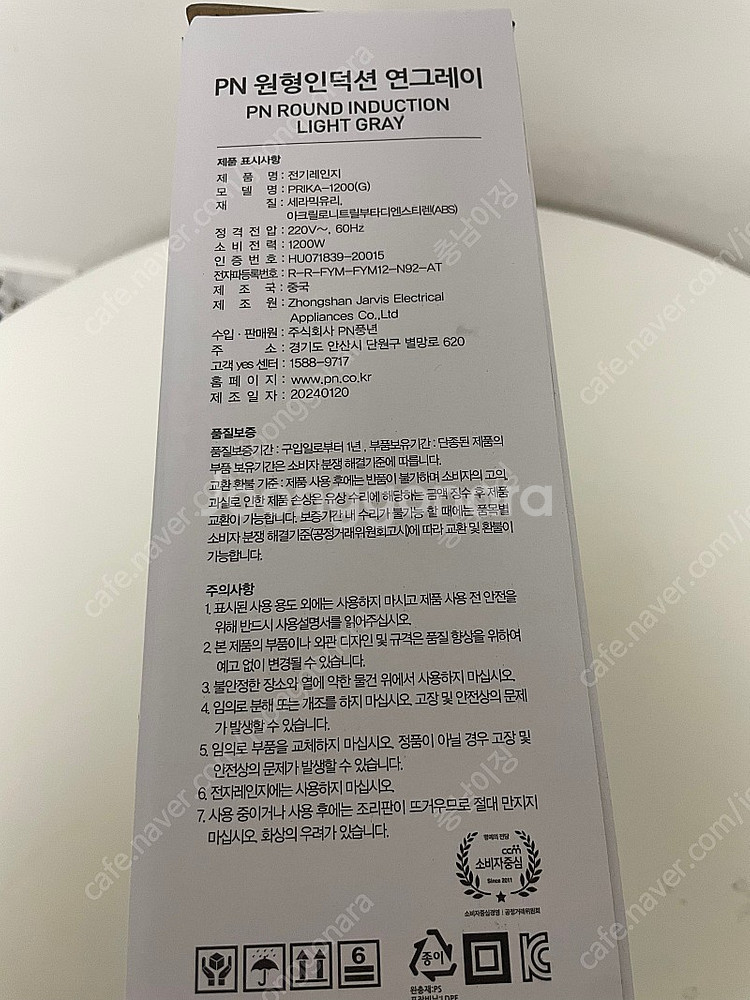 PN 원형인덕션 연그레이
PN ROUND INDUCTION
LIGHT GRAY
제품 표시사항
제 품 명 : 전기레인지
모 델 명 : PRIKA-1200(G)
재 질 : 세라믹유리,
아크릴로니트릴부타디엔스티렌(ABS)
정 격 전 압 : 220V~, 60Hz
소 비 전 력 : 1200W
인 증 번 호 : HU071839-20015
전자파등록번호 : R-R-FYM-FYM12-N92-AT
제 조 국 : 중국
제 조 원 : Zhongshan Jarvis Electrical
Appliances Co.,Ltd
수입 · 판매원 : 주식회사 PN풍년
주 소 : 경기도 안산시 단원구 별망로 620
고객 yes 센터 : 1588-9717
홈 페 이 지 : www.pn.co.kr
제 조 일 자 : 20240120
품질보증
품질보증기간 : 구입일로부터 1년 , 부품보유기간 : 단종된 제품의
부품 보유기간은 소비자 분쟁 해결기준에 따릅니다.
교환 환불 기준 : 제품 사용 후에는 반품이 불가하며 소비자의 고의
과실로 인한 제품 손상은 유상 수리에 해당하는 금액 징수 후 제품
교환이 가능합니다. 보증기간 내 수리가 불가능 할 때에는 품목별
소비자 분쟁 해결기준(공정거래위원회고시)에 따라 교환 및 환불이
가능합니다.
주의사항
1. 표시된 사용 용도 외에는 사용하지 마시고 제품 사용 전 안전을
위해 반드시 사용설명서를 읽어주십시오.
2. 본 제품의 부품이나 외관 디자인 및 규격은 품질 향상을 위하여
예고 없이 변경될 수 있습니다.
3. 불안정한 장소와 열에 약한 물건 위에서 사용하지 마십시오.
4. 임의로 분해 또는 개조를 하지 마십시오. 고장 및 안전상의 문제
가 발생할 수 있습니다.
5. 임의로 부품을 교체하지 마십시오. 정품이 아닐 경우 고장 및
안전상의 문제가 발생할 수 있습니다.
6. 전자레인지에는 사용하지 마십시오.
7. 사용 중이거나 사용 후에는 조리판이 뜨거우므로 절대 만지지
마십시오. 화상의 우려가 있습니다.
ccm
소비자중심
Since 2011
소비자중심경영 | 공정거래위원회
6
종이
완충재:PS